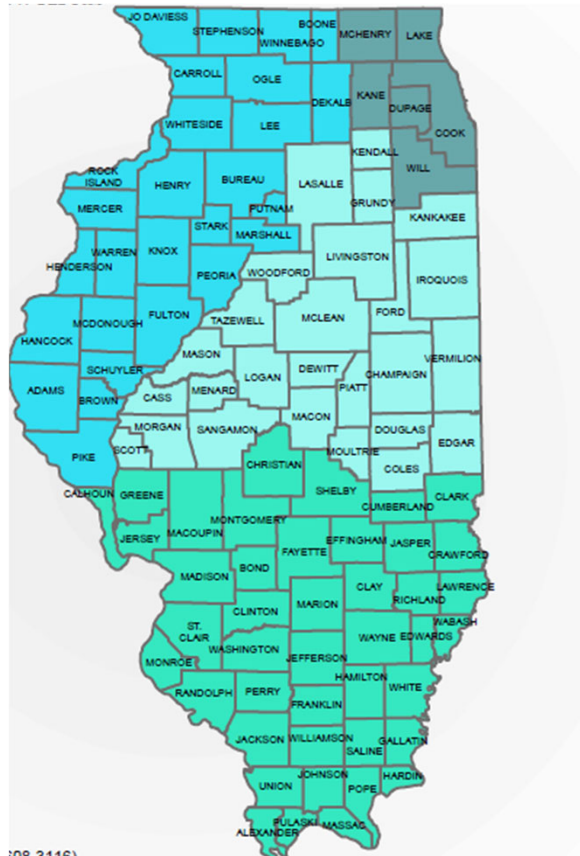 JO DAVIESS
STEPHENSON
BOONE
WINNEBAGO
MCHENRY
LAKE
CARROLL
OGLE
DEKALB
KANE
DUPAGE
COOK
WHITESIDE
LEE
KENDALL
WILL
ROCK
ISLAND
HENRY
BUREAU
LASALLE
GRUNDY
MERCER
PUTNAM
KANKAKEE
STARK
MARSHALL
HENDERSON
WARREN
KNOX
LIVINGSTON
PEORIA
WOODFORD
IROQUOIS
HANCOCK
MCDONOUGH
FULTON
TAZEWELL
MCLEAN
FORD
MASON
SCHUYLER
LOGAN
DEWITT
CHAMPAIGN
VERMILION
ADAMS
BROWN
CASS
MENARD
PIATT
MACON
MORGAN
SANGAMON
DOUGLAS
EDGAR
PIKE
SCOTT
MOULTRIE
COLES
CHRISTIAN
SHELBY
CALHOUN
GREENE
CUMBERLAND
CLARK
MONTGOMERY
JERSEY
MACOUPIN
FAYETTE
EFFINGHAM
JASPER
CRAWFORD
MADISON
BOND
CLAY
LAWRENCE
RICHLAND
CLINTON
MARION
WABASH
ST.
CLAIR
WAYNE
EDWARDS
WASHINGTON
JEFFERSON
MONROE
HAMILTON
RANDOLPH
PERRY
WHITE
FRANKLIN
JACKSON
WILLIAMSON
GALLATIN
SALINE
JOHNSON
HARDIN
UNION
POPE
PULASKI
MASSAC
ALEXANDER
608-3116)